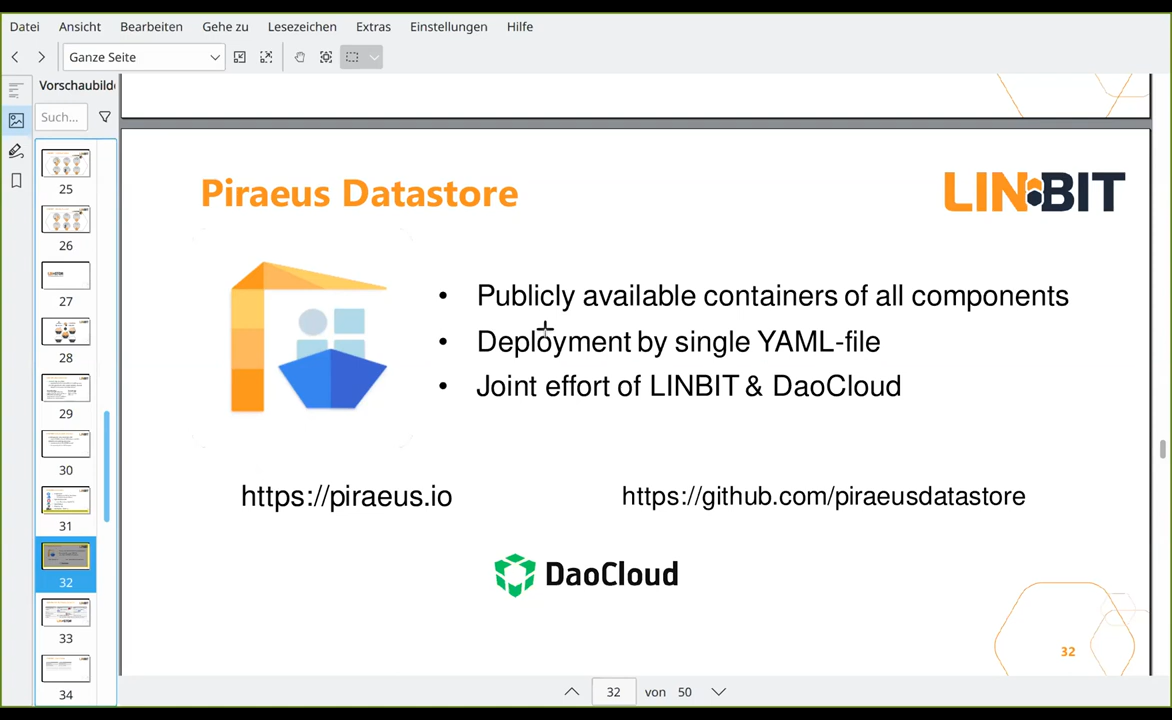 Datei Ansicht Bearbeiten Gehe zu Lesezeichen Extras Einstellungen Hilfe
Ganze Seite
Vorschaubild
Such...
25
26
27
28
29
30
31
32
33
34
Piraeus Datastore
LINBIT
• Publicly available containers of all components
• Deployment by single YAML-file
• Joint effort of LINBIT & DaoCloud
https://piraeus.io
https://github.com/piraeusdatastore
DaoCloud
32
32 von 50